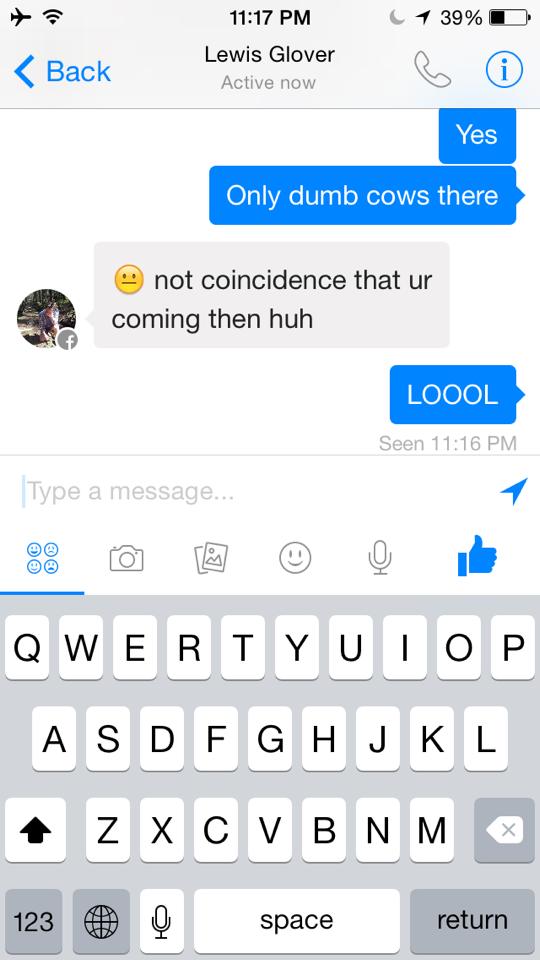 11:17 PM
39%
Back
Lewis Glover
Active now
Yes
Only dumb cows there
😐 not coincidence that ur
coming then huh
LOOOL
Seen 11:16 PM
Type a message...
Q W E R T Y U I O P
A S D F G H J K L
Z X C V B N M
123 space return